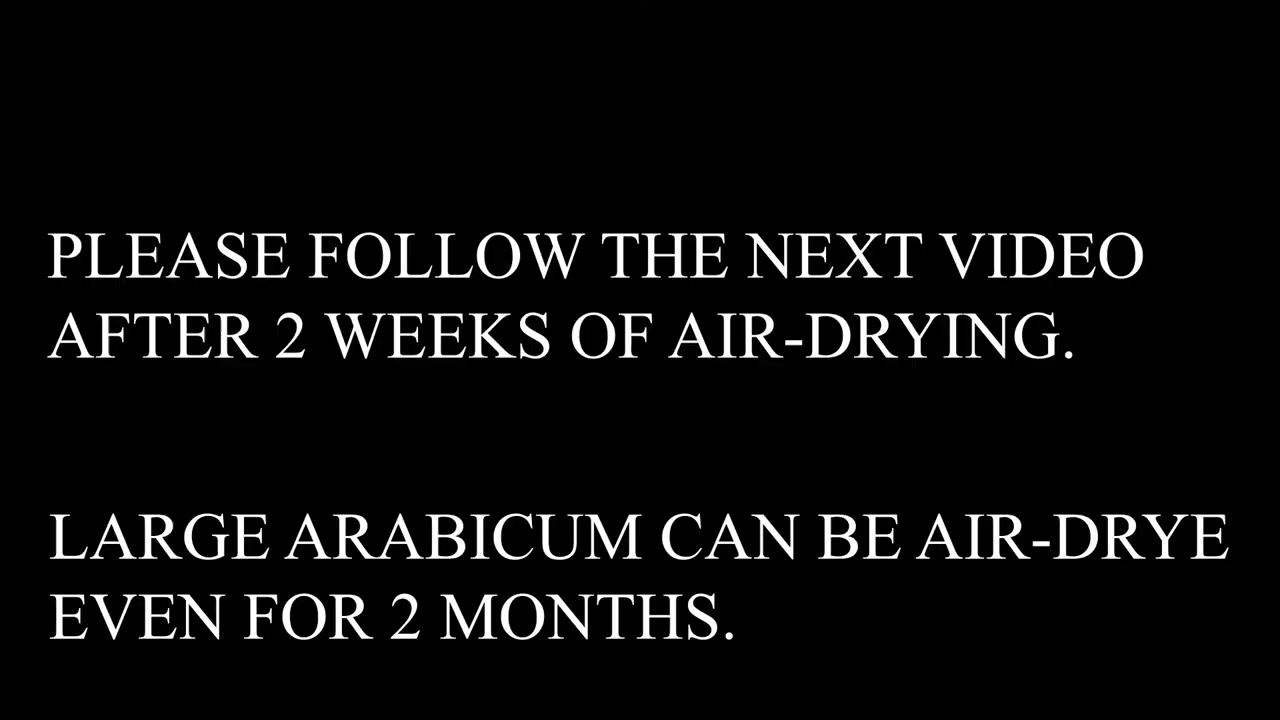 PLEASE FOLLOW THE NEXT VIDEO
AFTER 2 WEEKS OF AIR-DRYING.
LARGE ARABICUM CAN BE AIR-DRYE
EVEN FOR 2 MONTHS.